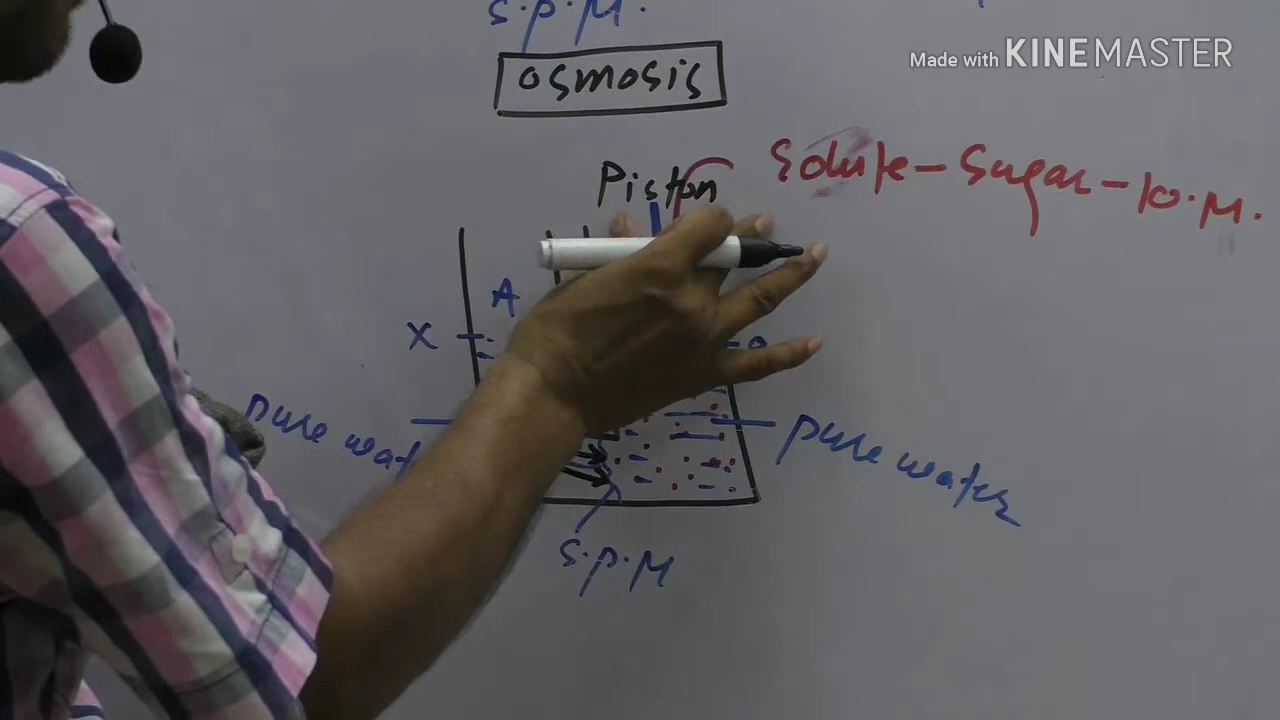 S.P.M.
Made with KINEMASTER
osmosis
Piston
Solute - Sugar - 10.M.
A
X
pure wat
pure water
S.P.M